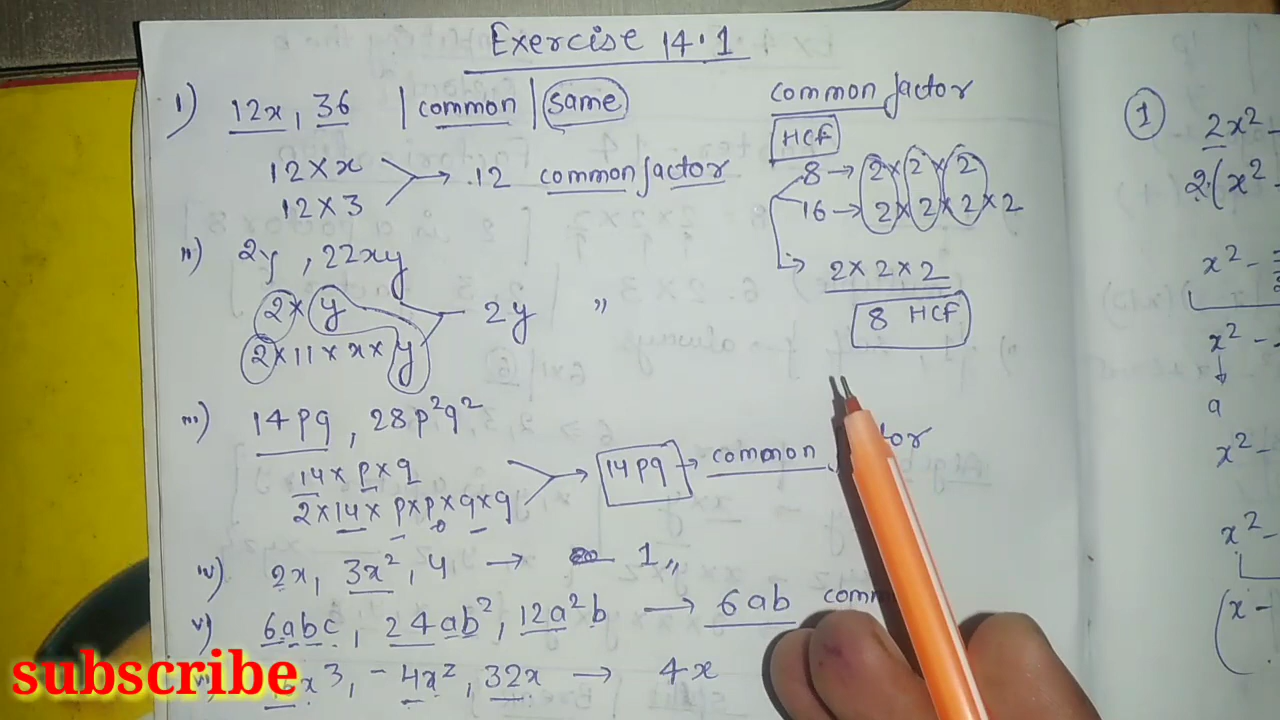 Exercise 14.1
i) 12x, 36 | common | same
12 × x
12 × 3 → 12 common factor
ii) 2y, 22xy
2 × y
2 × 11 × x × y
2y "
iii) 14pq, 28p²q²
14 × p × q
2 × 14 × p × p × q × q
→ 14pq → common
iv) 2x, 3x², 4 → 1 "
v) 6abc, 24ab², 12a²b → 6ab
x³, -4x², 32x → 4x
common factor
HCF
8 → 2 × 2 × 2
16 → 2 × 2 × 2 × 2
→ 2 × 2 × 2
8 HCF
1
2x² -
2(x² -
x² -
x² -
a
x² -
x² -
(x -
subscribe